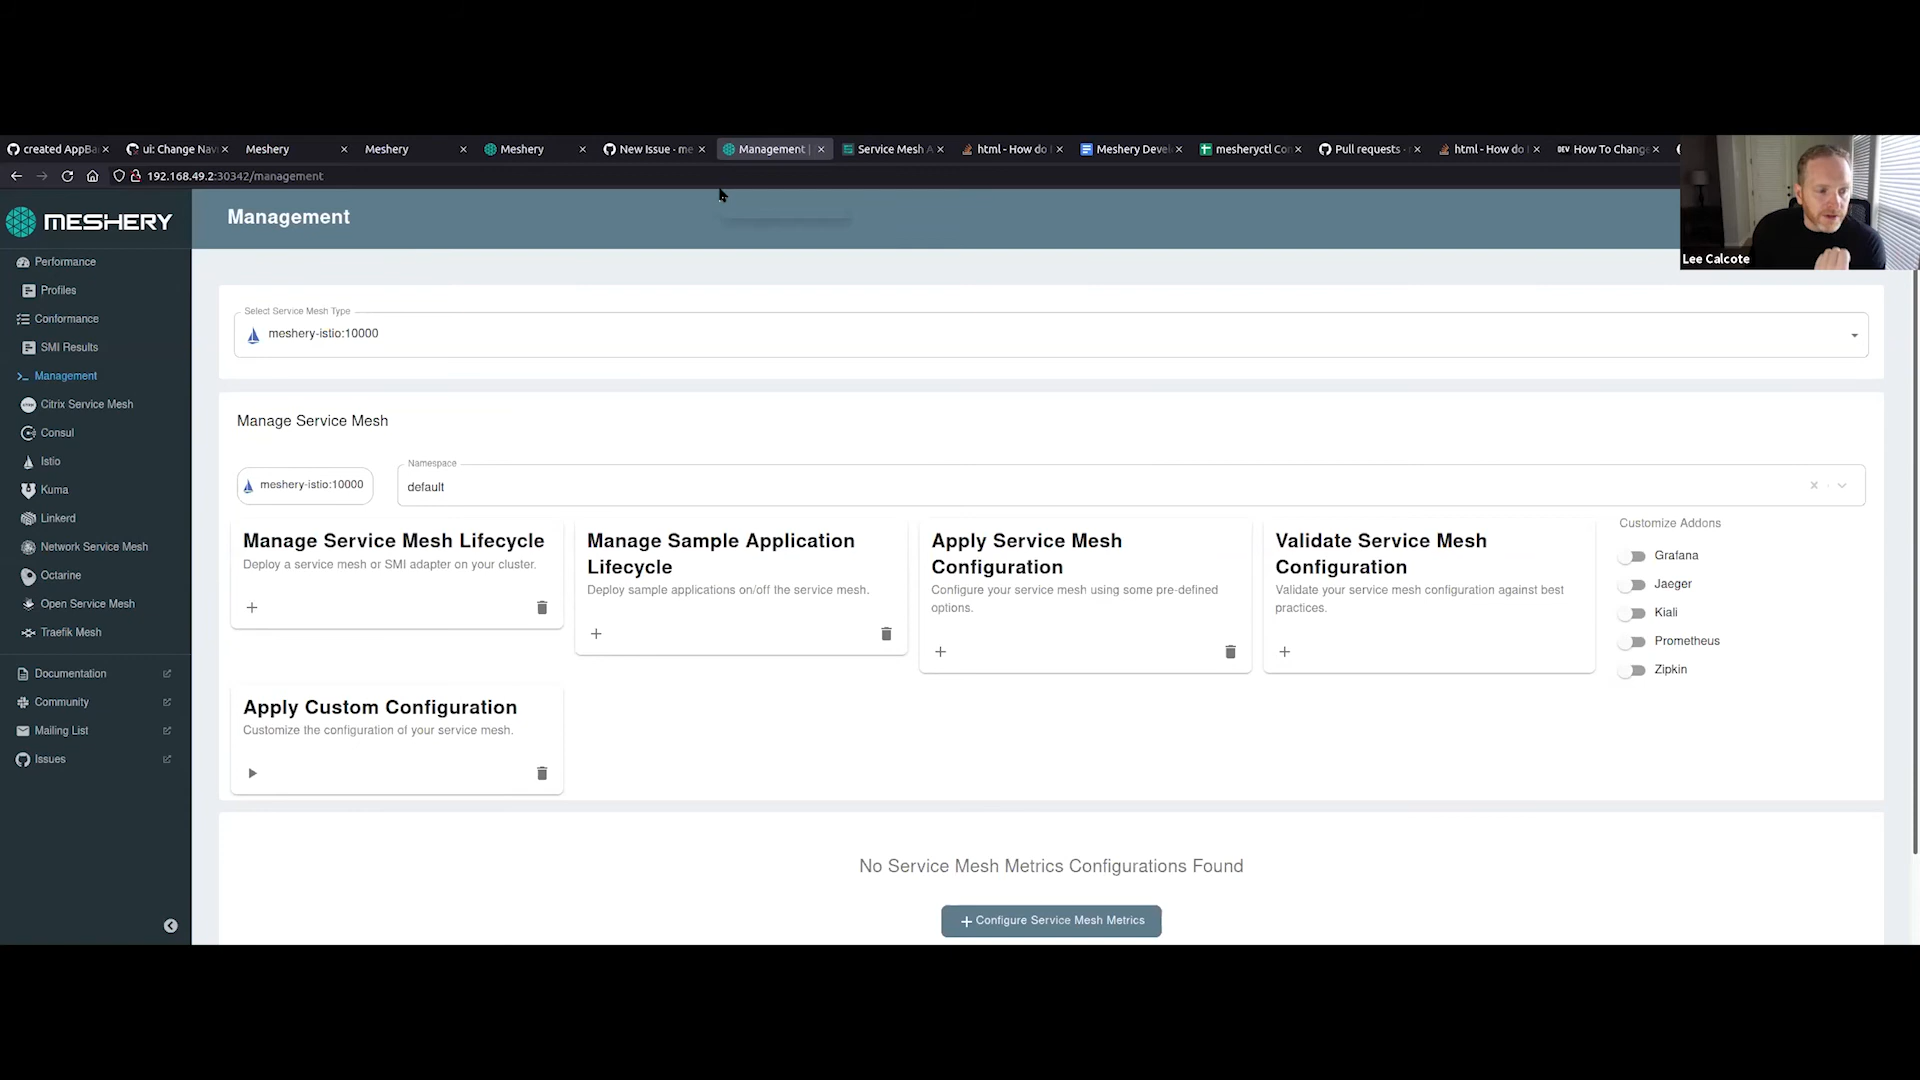 created AppBa
ui: Change Nav
Meshery
Meshery
Meshery
New Issue · me
Management |
Service Mesh A
html - How do I
Meshery Devel
mesheryctl Com
Pull requests ·
html - How do I
DEV How To Change
192.168.49.2:30342/management
MESHERY
Management
Lee Calcote
Performance
Profiles
Conformance
SMI Results
Management
Citrix Service Mesh
Consul
Istio
Kuma
Linkerd
Network Service Mesh
Octarine
Open Service Mesh
Traefik Mesh
Documentation
Community
Mailing List
Issues
Select Service Mesh Type
meshery-istio:10000
Manage Service Mesh
meshery-istio:10000
Namespace
default
Manage Service Mesh Lifecycle
Deploy a service mesh or SMI adapter on your cluster.
Manage Sample Application
Lifecycle
Deploy sample applications on/off the service mesh.
Apply Service Mesh
Configuration
Configure your service mesh using some pre-defined
options.
Validate Service Mesh
Configuration
Validate your service mesh configuration against best
practices.
Customize Addons
Grafana
Jaeger
Kiali
Prometheus
Zipkin
Apply Custom Configuration
Customize the configuration of your service mesh.
No Service Mesh Metrics Configurations Found
+ Configure Service Mesh Metrics